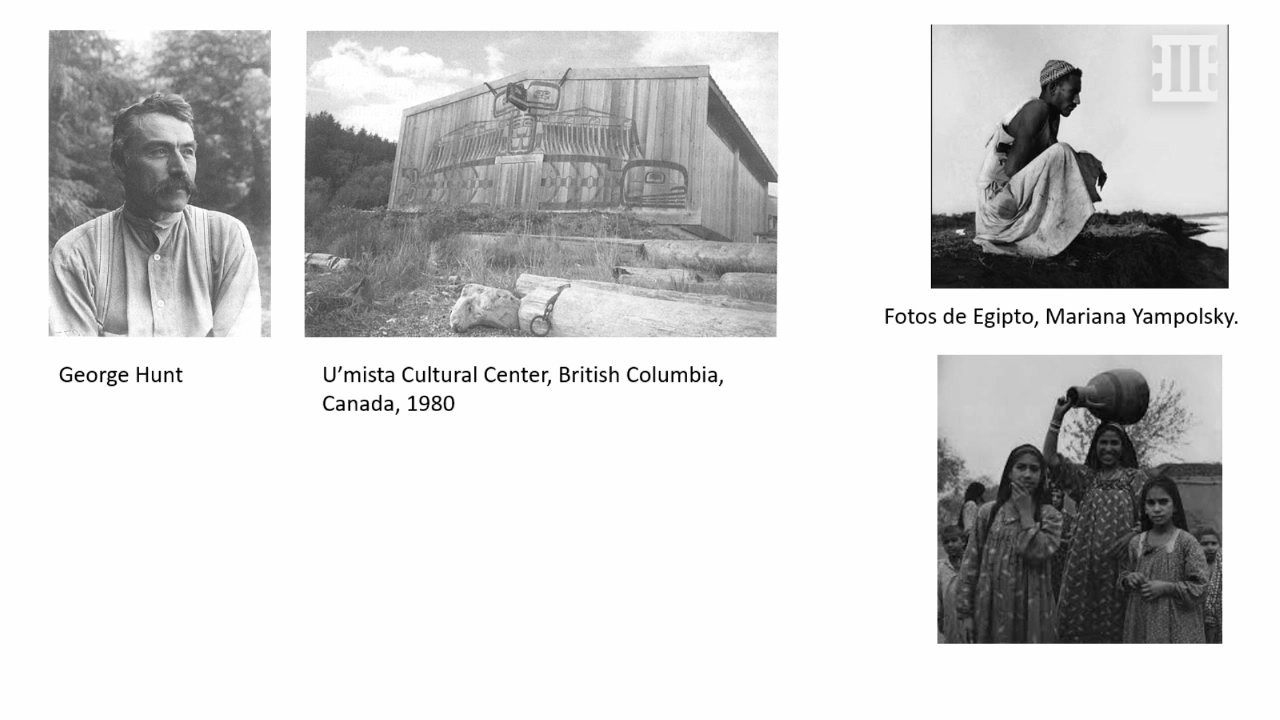 George Hunt
U’mista Cultural Center, British Columbia,
Canada, 1980
Fotos de Egipto, Mariana Yampolsky.